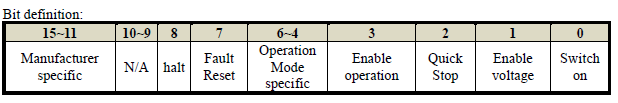 Bit definition:
15~11 10~9 8 7 6~4 3 2 1 0
Manufacturer specific N/A halt Fault Reset Operation Mode specific Enable operation Quick Stop Enable voltage Switch on